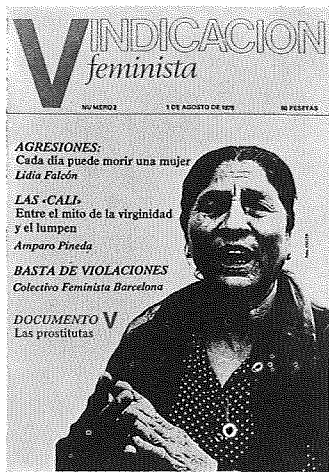 VINDICACION
feminista
NUMERO 2 1 DE AGOSTO DE 1976 60 PESETAS
AGRESIONES:
Cada día puede morir una mujer
Lidia Falcón
LAS «CALI»
Entre el mito de la virginidad
y el lumpen
Amparo Pineda
BASTA DE VIOLACIONES
Colectivo Feminista Barcelona
DOCUMENTO V
Las prostitutas